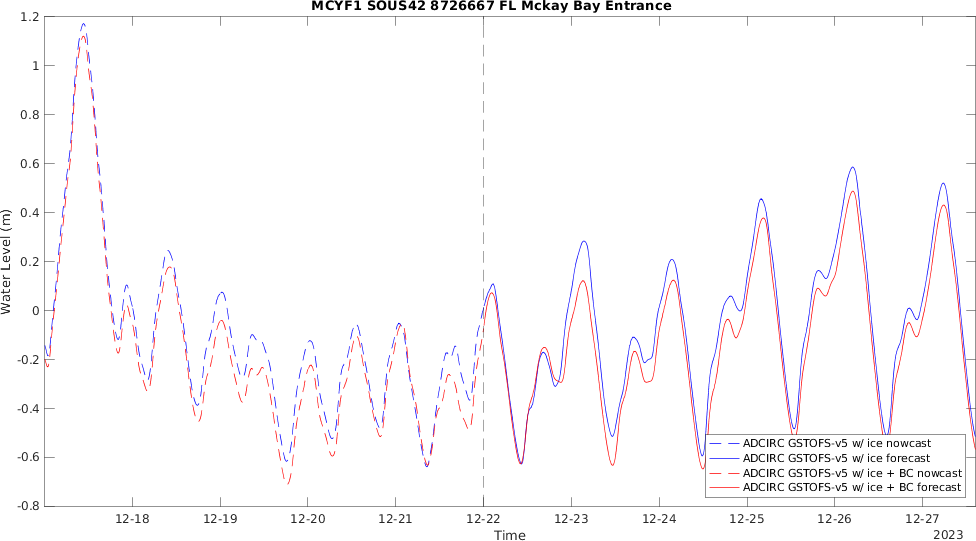 MCYF1 SOUS42 8726667 FL Mckay Bay Entrance
1.2
1
0.8
0.6
0.4
0.2
0
-0.2
-0.4
-0.6
-0.8
Water Level (m)
12-18 12-19 12-20 12-21 12-22 12-23 12-24 12-25 12-26 12-27
Time
2023
ADCIRC GSTOFS-v5 w/ ice nowcast
ADCIRC GSTOFS-v5 w/ ice forecast
ADCIRC GSTOFS-v5 w/ ice + BC nowcast
ADCIRC GSTOFS-v5 w/ ice + BC forecast